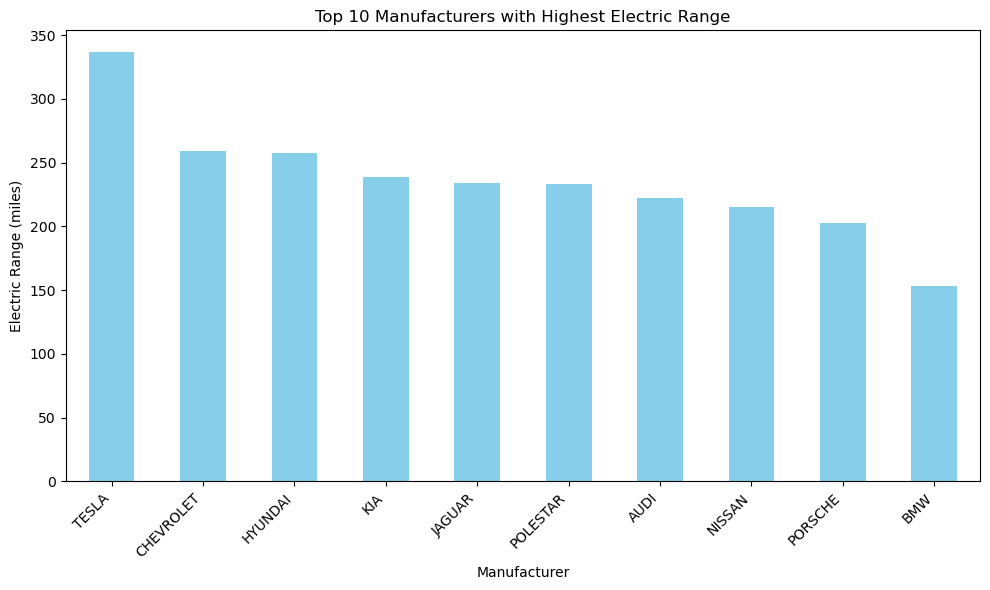 Top 10 Manufacturers with Highest Electric Range
Electric Range (miles)
350
300
250
200
150
100
50
0
TESLA
CHEVROLET
HYUNDAI
KIA
JAGUAR
POLESTAR
AUDI
NISSAN
PORSCHE
BMW
Manufacturer